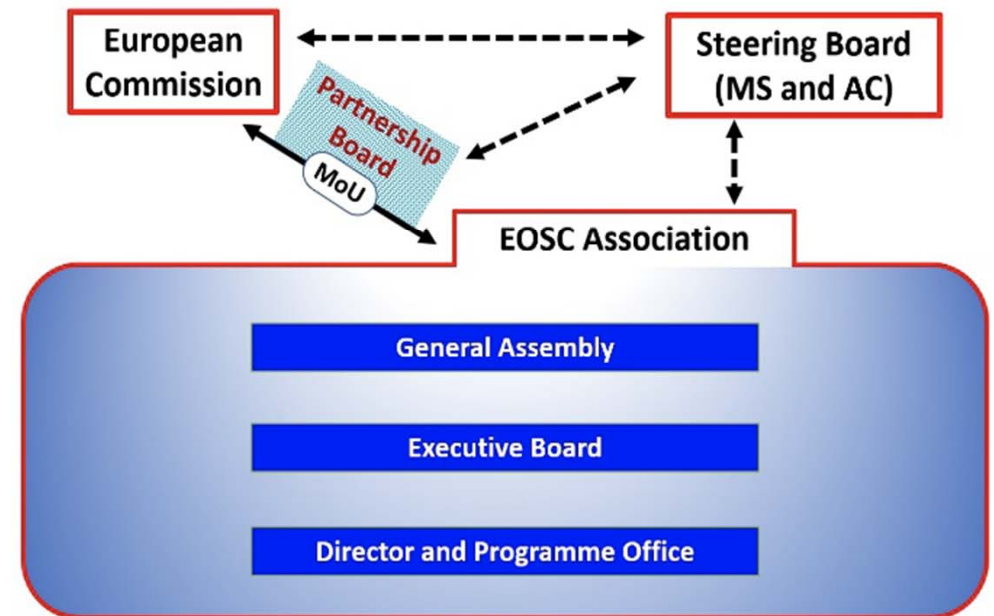 European
Commission
Steering Board
(MS and AC)
Partnership
Board
MoU
EOSC Association
General Assembly
Executive Board
Director and Programme Office